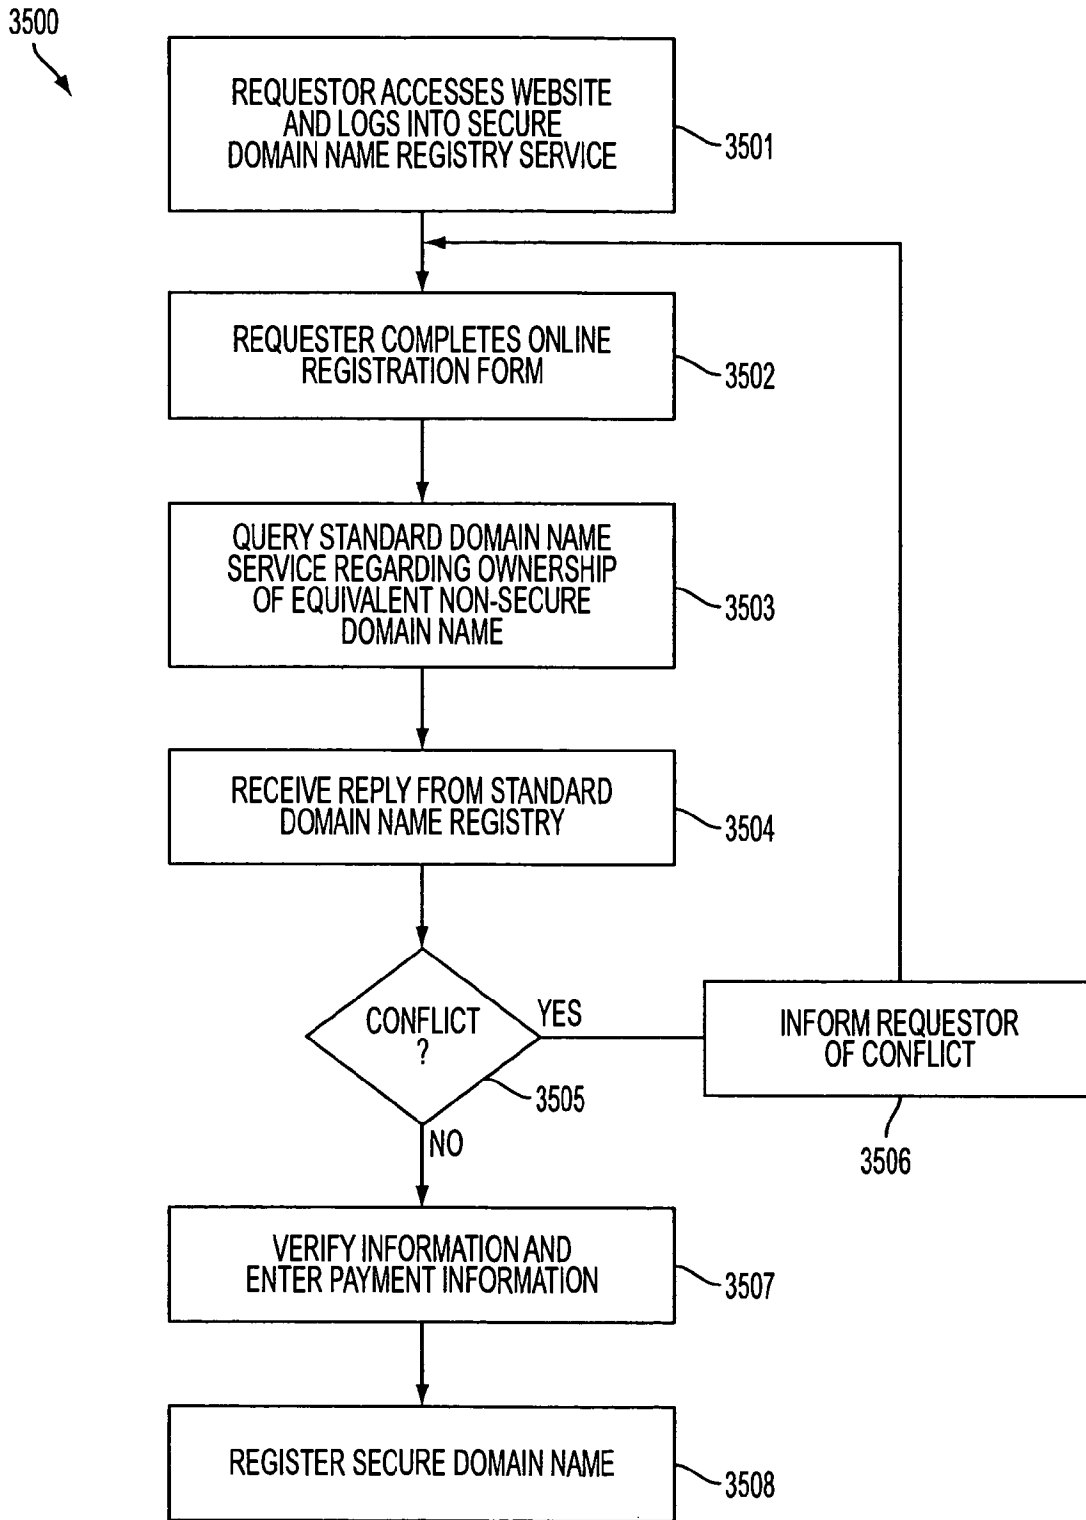 3500
REQUESTOR ACCESSES WEBSITE
AND LOGS INTO SECURE
DOMAIN NAME REGISTRY SERVICE
3501
REQUESTER COMPLETES ONLINE
REGISTRATION FORM
3502
QUERY STANDARD DOMAIN NAME
SERVICE REGARDING OWNERSHIP
OF EQUIVALENT NON-SECURE
DOMAIN NAME
3503
RECEIVE REPLY FROM STANDARD
DOMAIN NAME REGISTRY
3504
CONFLICT
?
YES
3505
NO
INFORM REQUESTOR
OF CONFLICT
3506
VERIFY INFORMATION AND
ENTER PAYMENT INFORMATION
3507
REGISTER SECURE DOMAIN NAME
3508